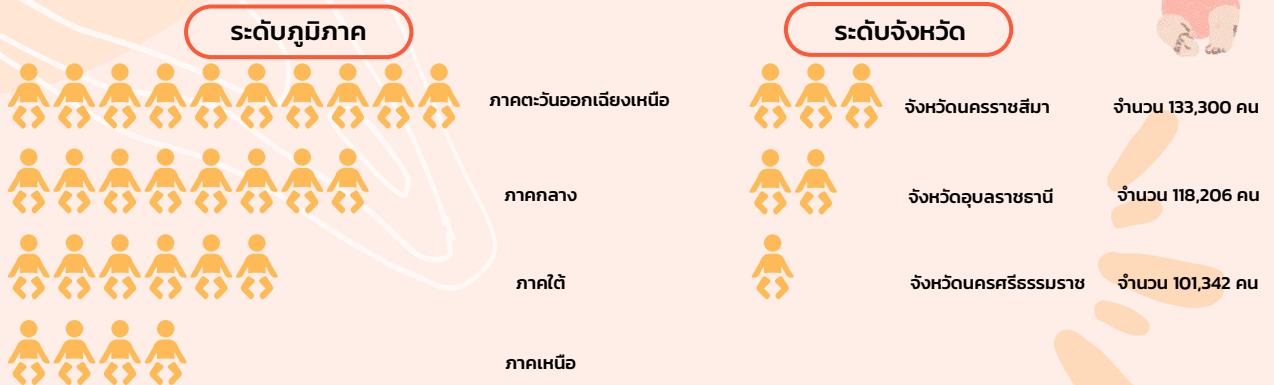 ระดับภูมิภาค
ภาคตะวันออกเฉียงเหนือ
ภาคกลาง
ภาคใต้
ภาคเหนือ
ระดับจังหวัด
จังหวัดนครราชสีมา จำนวน 133,300 คน
จังหวัดอุบลราชธานี จำนวน 118,206 คน
จังหวัดนครศรีธรรมราช จำนวน 101,342 คน